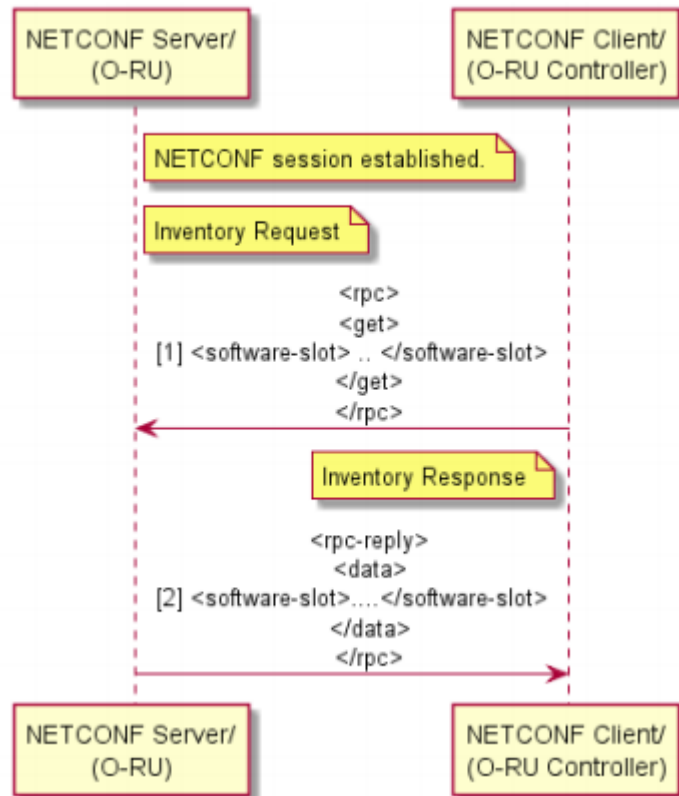 NETCONF Server/
(O-RU)
NETCONF Client/
(O-RU Controller)
NETCONF session established.
Inventory Request
<rpc>
<get>
[1] <software-slot> .. </software-slot>
</get>
</rpc>
Inventory Response
<rpc-reply>
<data>
[2] <software-slot>....</software-slot>
</data>
</rpc>
NETCONF Server/
(O-RU)
NETCONF Client/
(O-RU Controller)